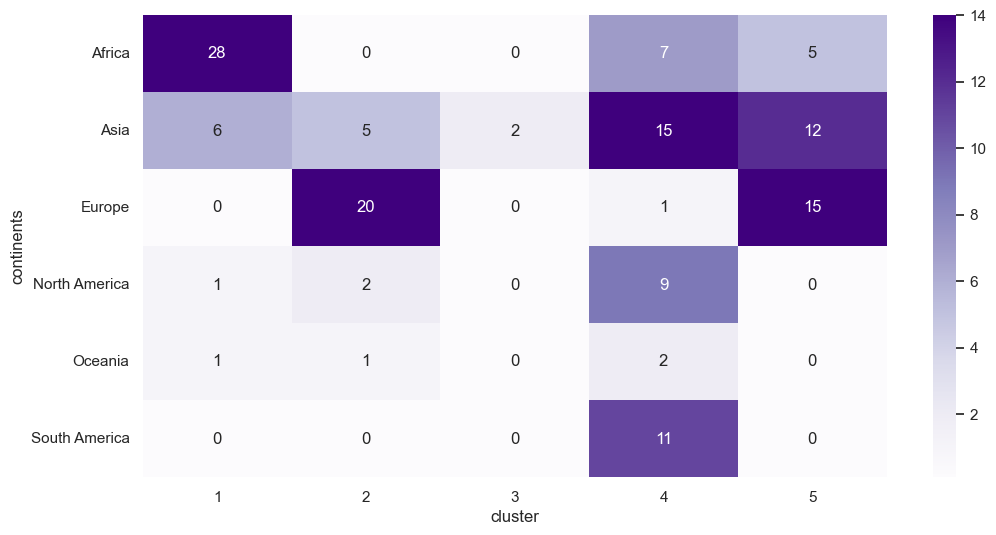 Africa 28 0 0 7 5
Asia 6 5 2 15 12
Europe 0 20 0 1 15
North America 1 2 0 9 0
Oceania 1 1 0 2 0
South America 0 0 0 11 0
1 2 3 4 5
cluster
continents
14
12
10
8
6
4
2